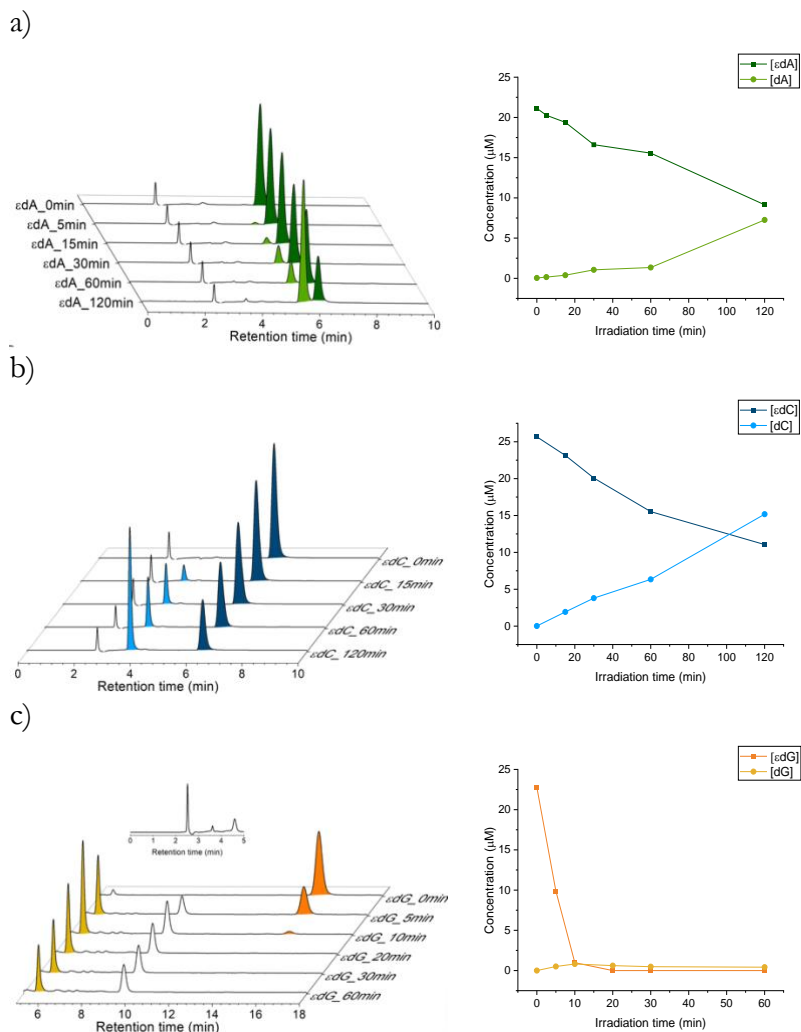 a)
εdA_0min
εdA_5min
εdA_15min
εdA_30min
εdA_60min
εdA_120min
0 2 4 6 8 10
Retention time (min)
[εdA]
[dA]
25
20
15
10
5
0
Concentration (μM)
0 20 40 60 80 100 120
Irradiation time (min)
b)
εdC_0min
εdC_15min
εdC_30min
εdC_60min
εdC_120min
0 2 4 6 8 10
Retention time (min)
[εdC]
[dC]
25
20
15
10
5
0
Concentration (μM)
0 20 40 60 80 100 120
Irradiation time (min)
c)
0 1 2 3 4 5
Retention time (min)
εdG_0min
εdG_5min
εdG_10min
εdG_20min
εdG_30min
εdG_60min
6 8 10 12 14 16 18
Retention time (min)
[εdG]
[dG]
25
20
15
10
5
0
Concentration (μM)
0 10 20 30 40 50 60
Irradiation time (min)